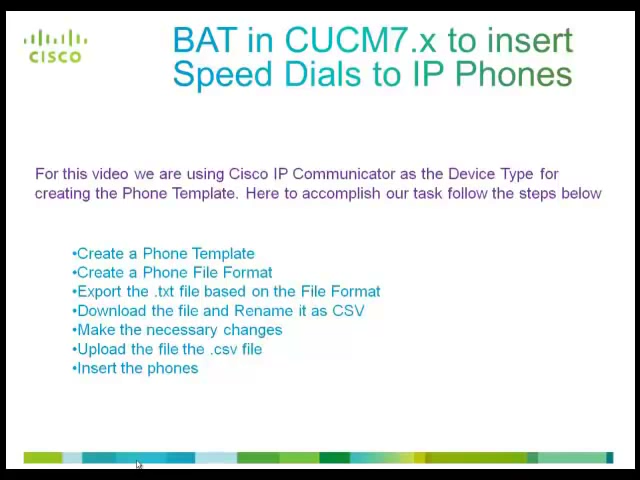 CISCO
BAT in CUCM7.x to insert
Speed Dials to IP Phones
For this video we are using Cisco IP Communicator as the Device Type for
creating the Phone Template. Here to accomplish our task follow the steps below
•Create a Phone Template
•Create a Phone File Format
•Export the .txt file based on the File Format
•Download the file and Rename it as CSV
•Make the necessary changes
•Upload the file the .csv file
•Insert the phones